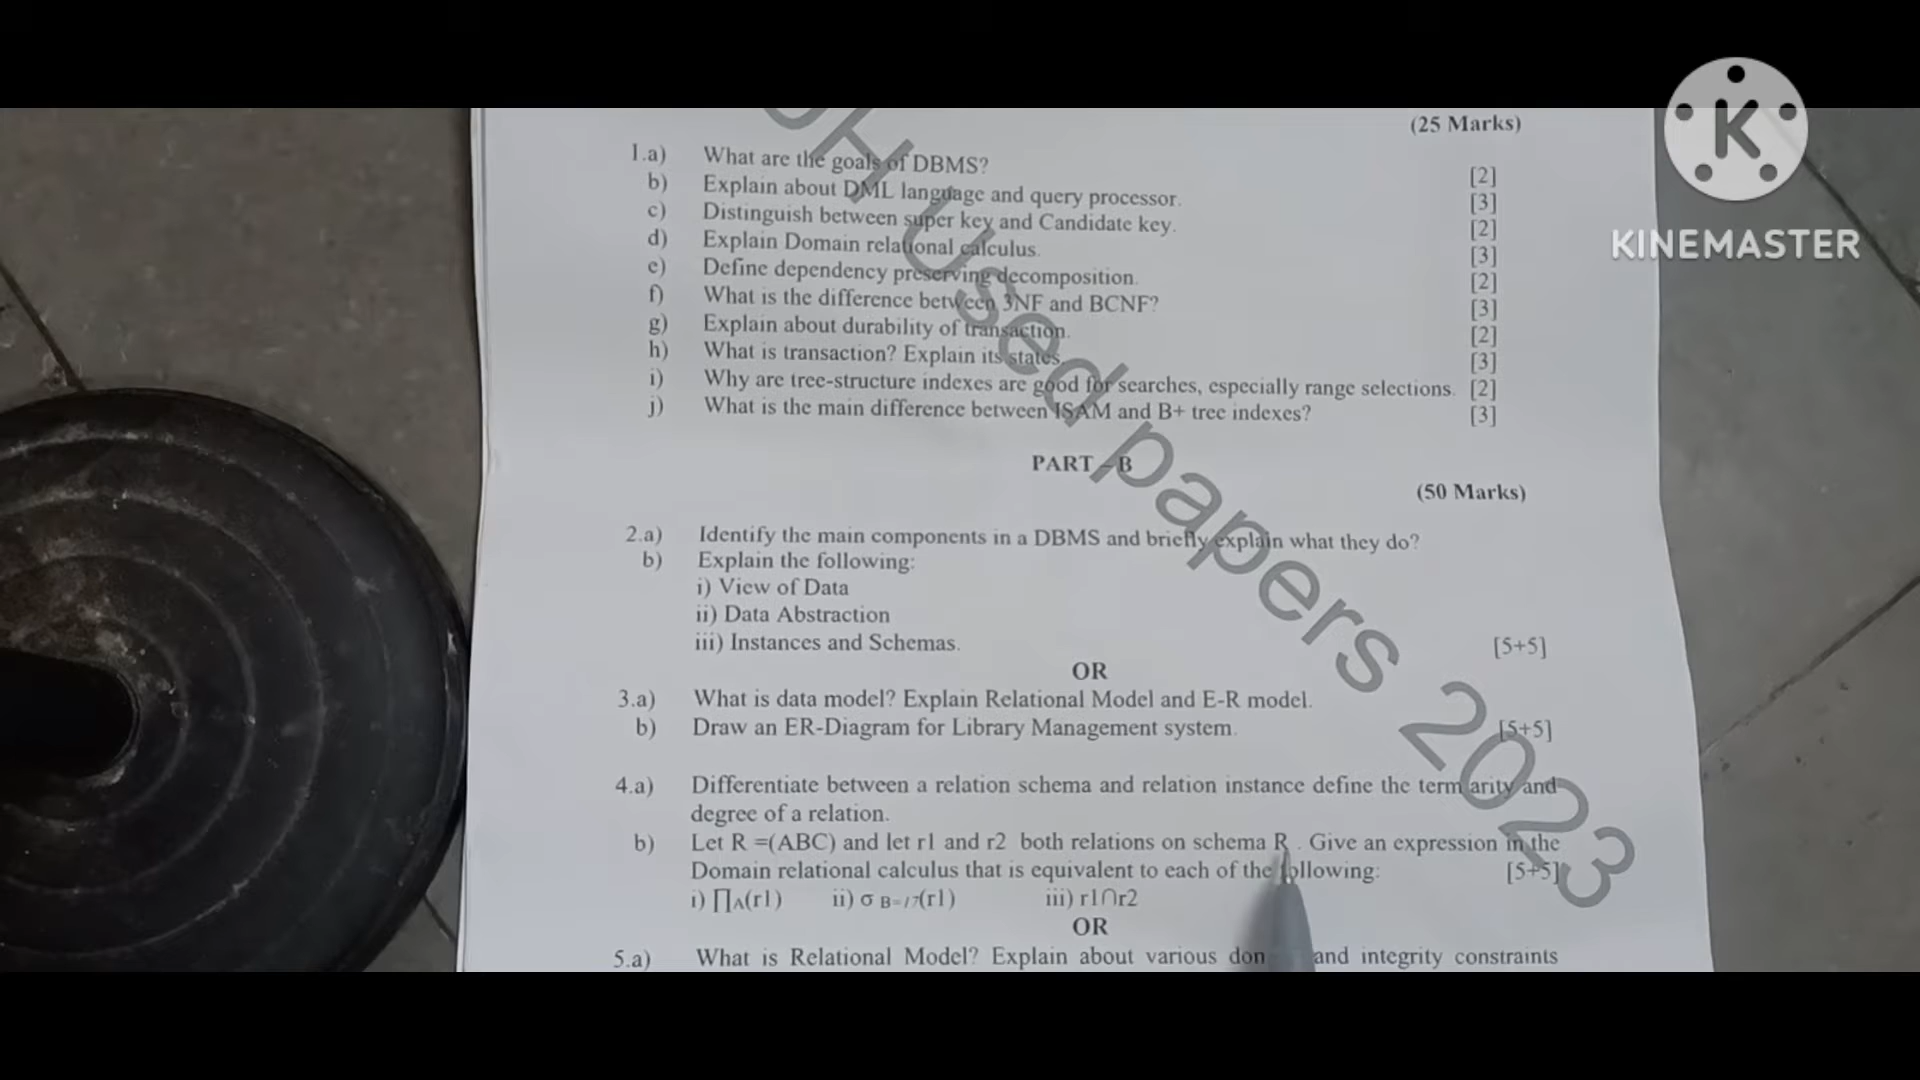 (25 Marks)
1.a) What are the goals of DBMS? [2]
b) Explain about DML language and query processor. [3]
c) Distinguish between super key and Candidate key. [2]
d) Explain Domain relational calculus. [3]
e) Define dependency preserving decomposition. [2]
f) What is the difference between 3NF and BCNF? [3]
g) Explain about durability of transaction. [2]
h) What is transaction? Explain its states. [3]
i) Why are tree-structure indexes are good for searches, especially range selections. [2]
j) What is the main difference between ISAM and B+ tree indexes? [3]
PART – B
(50 Marks)
2.a) Identify the main components in a DBMS and briefly explain what they do?
b) Explain the following:
i) View of Data
ii) Data Abstraction
iii) Instances and Schemas. [5+5]
OR
3.a) What is data model? Explain Relational Model and E-R model.
b) Draw an ER-Diagram for Library Management system. [5+5]
4.a) Differentiate between a relation schema and relation instance define the term arity and
degree of a relation.
b) Let R =(ABC) and let r1 and r2 both relations on schema R . Give an expression in the
Domain relational calculus that is equivalent to each of the following: [5+5]
i) ∏A(r1) ii) σ B=17(r1) iii) r1∩r2
OR
5.a) What is Relational Model? Explain about various and integrity constraints
Used papers 2023
K
KINEMASTER